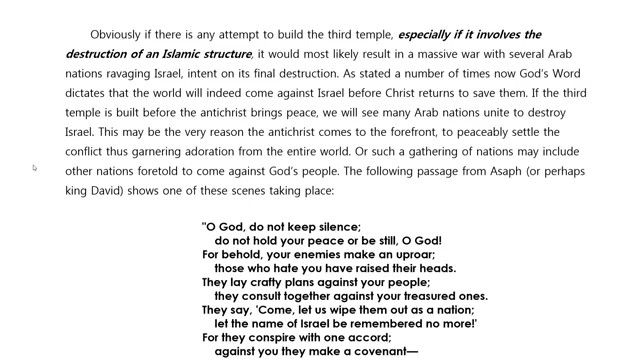 Obviously if there is any attempt to build the third temple, especially if it involves the
destruction of an Islamic structure, it would most likely result in a massive war with several Arab
nations ravaging Israel, intent on its final destruction. As stated a number of times now God's Word
dictates that the world will indeed come against Israel before Christ returns to save them. If the third
temple is built before the antichrist brings peace, we will see many Arab nations unite to destroy
Israel. This may be the very reason the antichrist comes to the forefront, to peaceably settle the
conflict thus garnering adoration from the entire world. Or such a gathering of nations may include
other nations foretold to come against God's people. The following passage from Asaph (or perhaps
king David) shows one of these scenes taking place:
"O God, do not keep silence;
do not hold your peace or be still, O God!
For behold, your enemies make an uproar;
those who hate you have raised their heads.
They lay crafty plans against your people;
they consult together against your treasured ones.
They say, 'Come, let us wipe them out as a nation;
let the name of Israel be remembered no more!'
For they conspire with one accord;
against you they make a covenant—